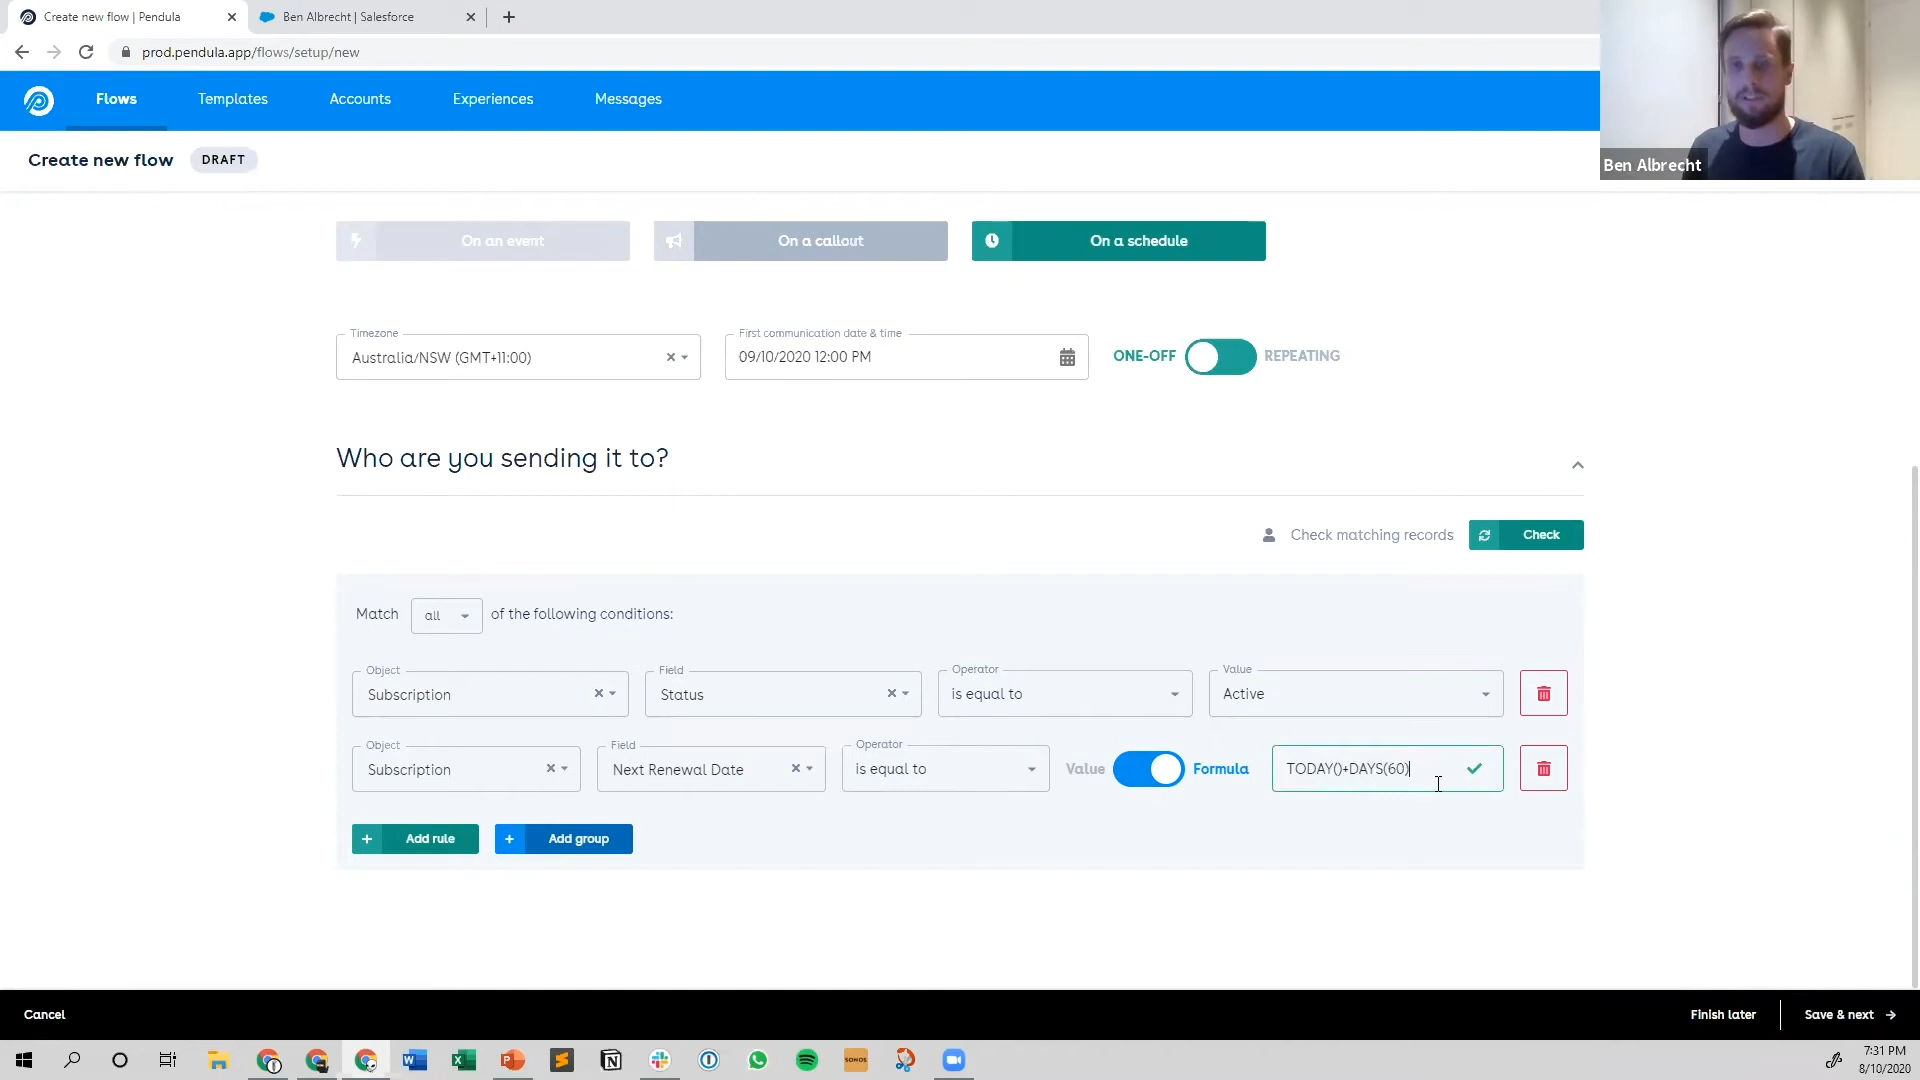 Create new flow | Pendula
Ben Albrecht | Salesforce
prod.pendula.app/flows/setup/new
Flows Templates Accounts Experiences Messages
Create new flow DRAFT
Ben Albrecht
On an event On a callout On a schedule
Timezone
Australia/NSW (GMT+11:00)
First communication date & time
09/10/2020 12:00 PM
ONE-OFF REPEATING
Who are you sending it to?
Check matching records Check
Match all of the following conditions:
Object Field Operator Value
Subscription Status is equal to Active
Object Field Operator
Subscription Next Renewal Date is equal to Value Formula TODAY()+DAYS(60)
Add rule Add group
Cancel Finish later Save & next
SONOS
7:31 PM
8/10/2020